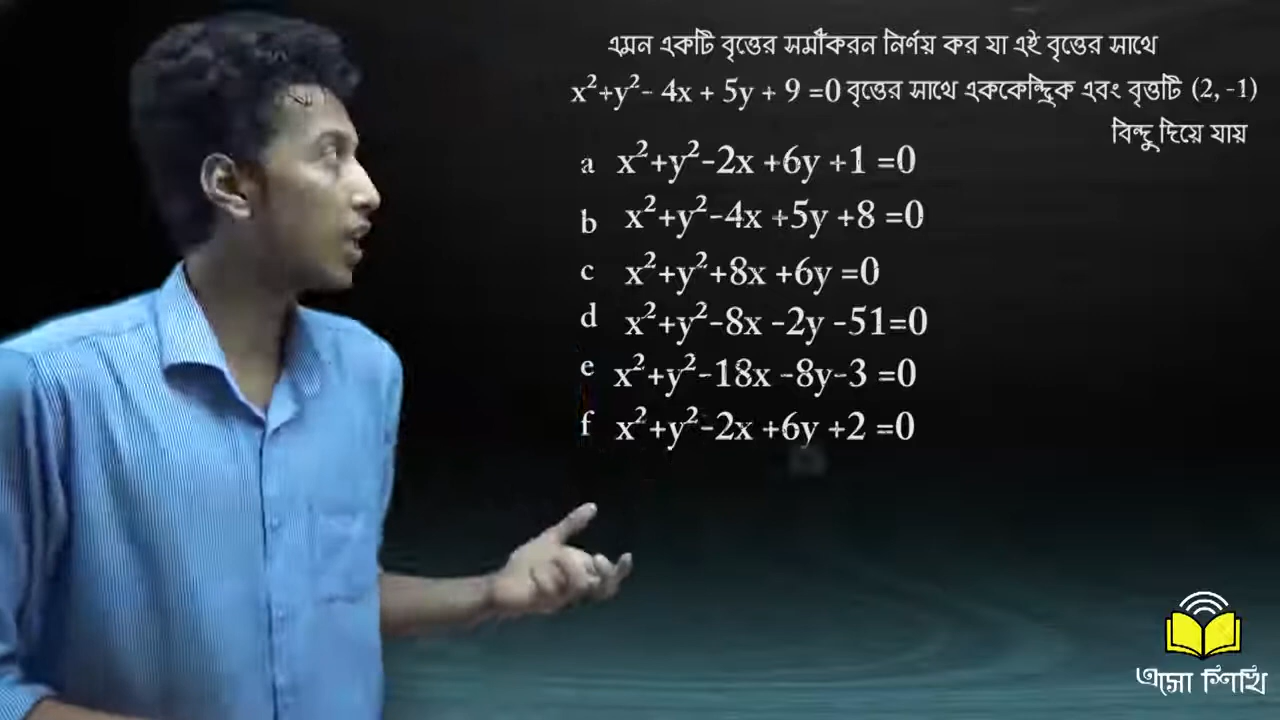 এমন একটি বৃত্তের সমীকরন নির্ণয় কর যা এই বৃত্তের সাথে
x²+y²- 4x + 5y + 9 =0 বৃত্তের সাথে এককেন্দ্রিক এবং বৃত্তটি (2, -1)
বিন্দু দিয়ে যায়
a x²+y²-2x +6y +1 =0
b x²+y²-4x +5y +8 =0
c x²+y²+8x +6y =0
d x²+y²-8x -2y -51=0
e x²+y²-18x -8y-3 =0
f x²+y²-2x +6y +2 =0
এসো শিখি